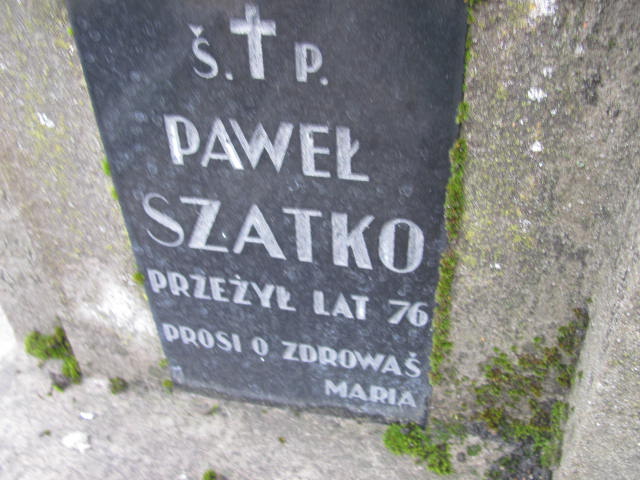 Š. P.
PAWEŁ
SZATKO
PRZEŻYŁ LAT 76
PROSI O ZDROWAŚ
MARIA